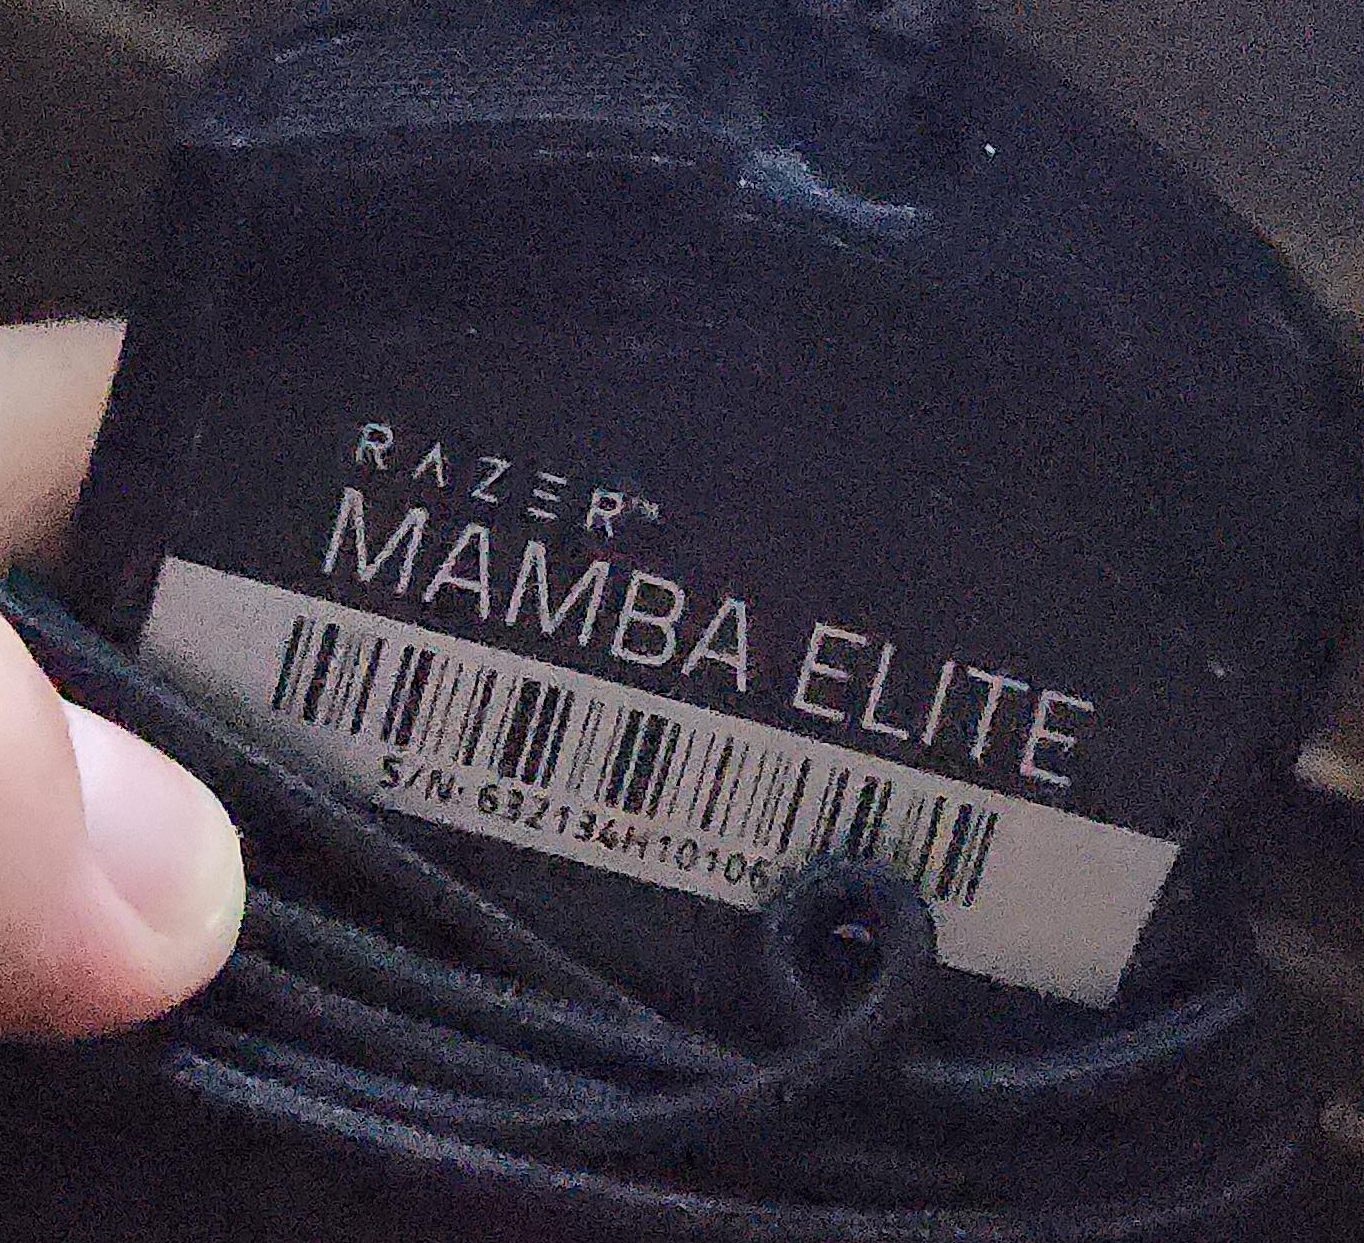 RAZER™
MAMBA ELITE
S/N: 632134H10106